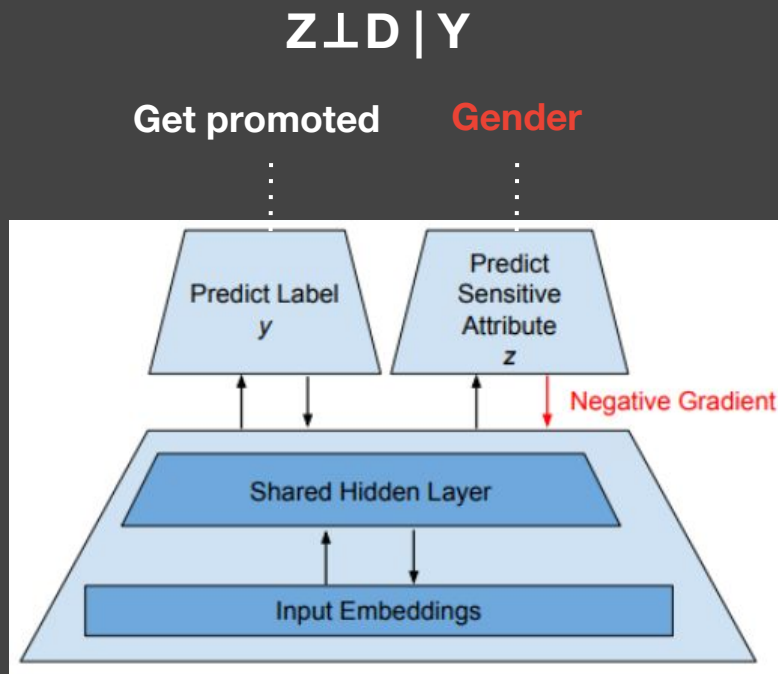 Z⊥D | Y
Get promoted
Gender
Predict Label
y
Predict
Sensitive
Attribute
z
Negative Gradient
Shared Hidden Layer
Input Embeddings